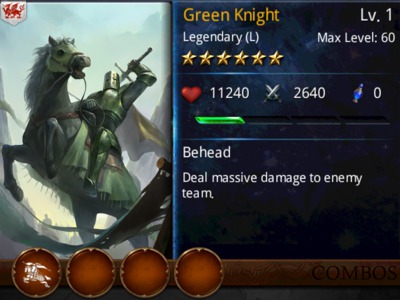 Green Knight Lv. 1
Legendary (L) Max Level: 60
11240 2640 0
Behead
Deal massive damage to enemy
team.
COMBOS